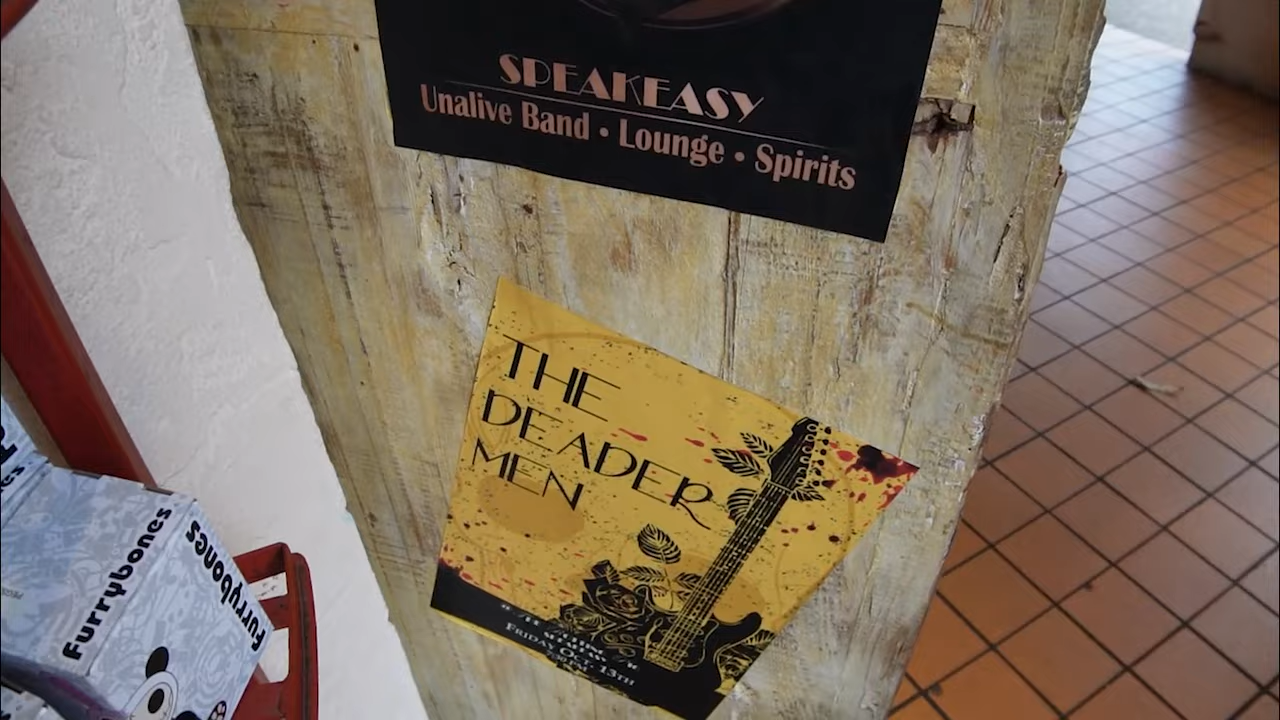 SPEAKEASY
Unalive Band • Lounge • Spirits
THE
DEADER
MEN
FRIDAY OCT. 13TH
Furrybones
Furrybones